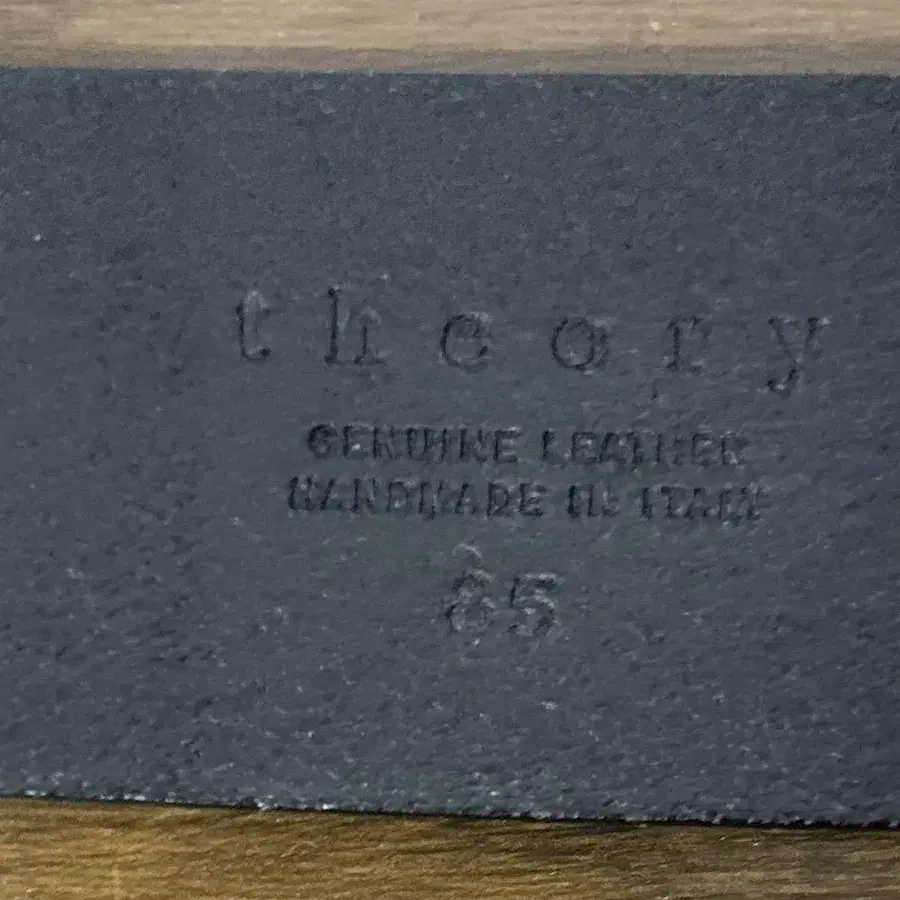 theory
GENUINE LEATHER
HANDMADE IN ITALY
85